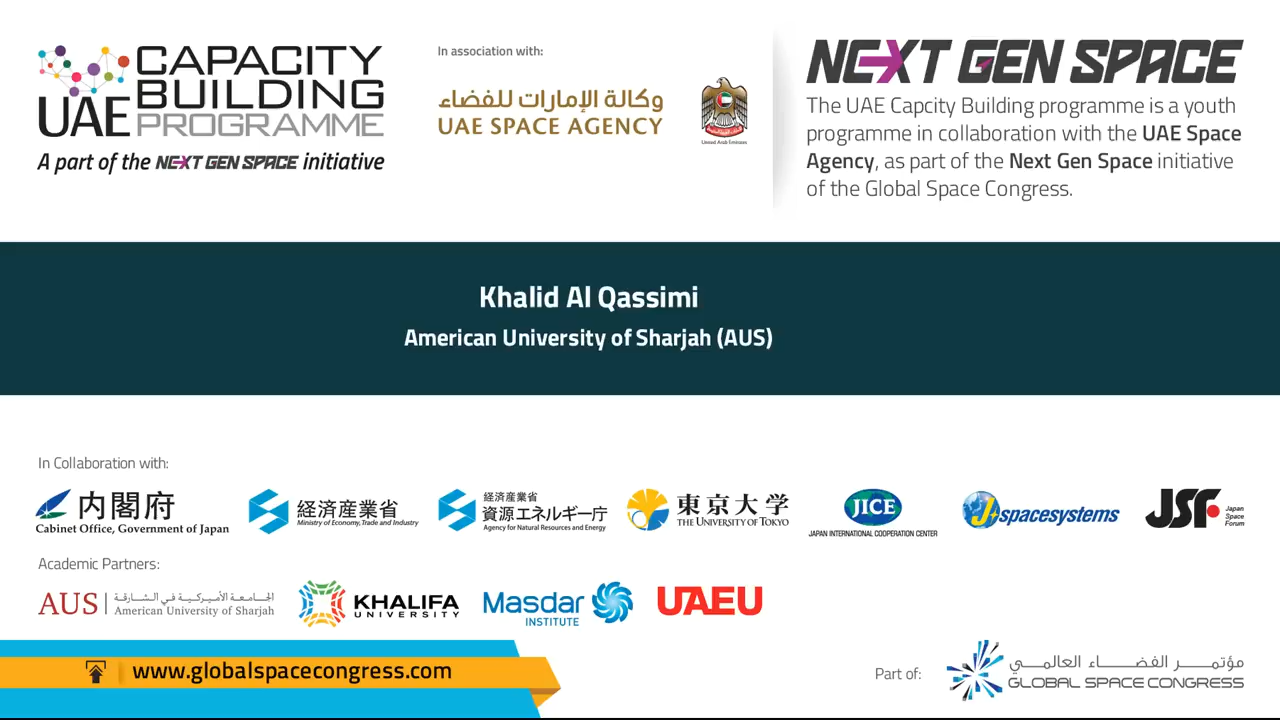 UAE CAPACITY
BUILDING
PROGRAMME
A part of the NEXT GEN SPACE initiative
In association with:
وكالة الإمارات للفضاء
UAE SPACE AGENCY
United Arab Emirates
NEXT GEN SPACE
The UAE Capcity Building programme is a youth
programme in collaboration with the UAE Space
Agency, as part of the Next Gen Space initiative
of the Global Space Congress.
Khalid Al Qassimi
American University of Sharjah (AUS)
In Collaboration with:
内閣府
Cabinet Office, Government of Japan
経済産業省
Ministry of Economy, Trade and Industry
経済産業省
資源エネルギー庁
Agency for Natural Resources and Energy
東京大学
THE UNIVERSITY OF TOKYO
JICE
JAPAN INTERNATIONAL COOPERATION CENTER
J+spacesystems
JSF
Japan
Space
Forum
Academic Partners:
AUS
الجامعة الأميركية في الشارقة
American University of Sharjah
KHALIFA
UNIVERSITY
Masdar
INSTITUTE
UAEU
www.globalspacecongress.com
Part of:
مؤتمر الفضاء العالمي
GLOBAL SPACE CONGRESS